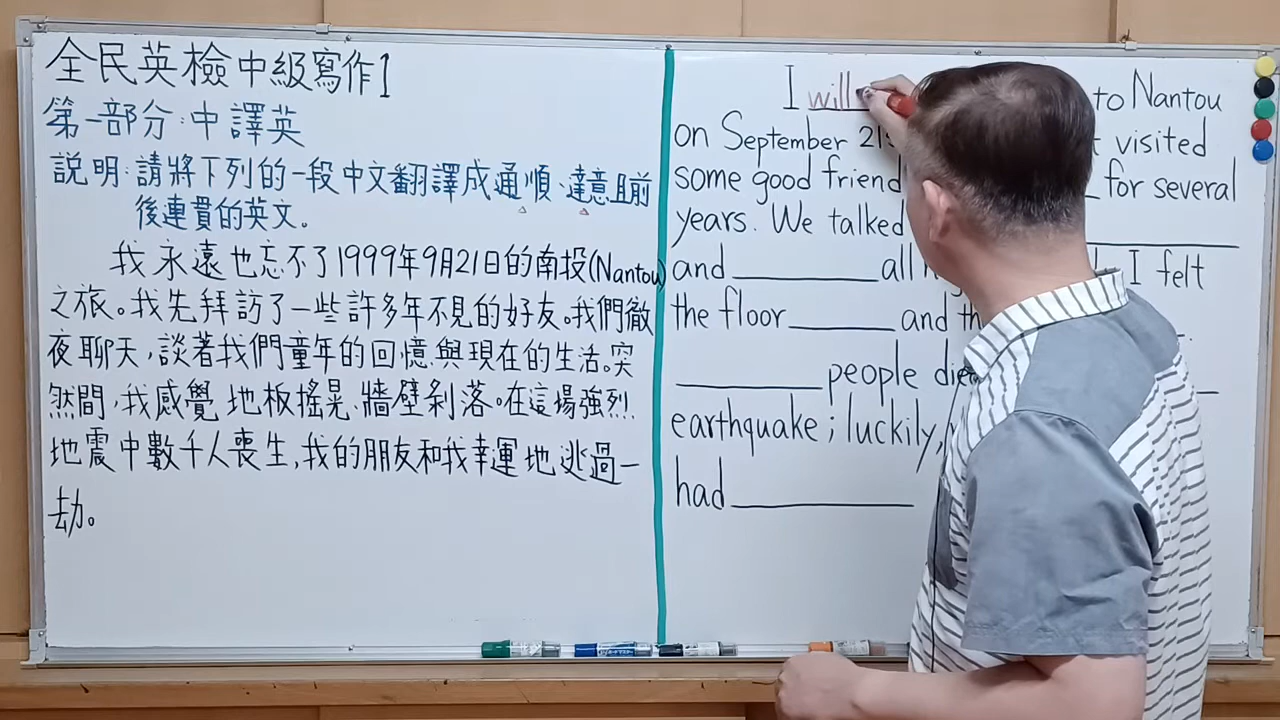 全民英檢中級寫作1
第一部分:中譯英
說明:請將下列的一段中文翻譯成通順、達意且前
後連貫的英文。
我永遠也忘不了1999年9月21日的南投(Nantou)
之旅。我先拜訪了一些許多年不見的好友。我們徹
夜聊天,談著我們童年的回憶與現在的生活。突
然間,我感覺地板搖晃、牆壁剝落。在這場強烈
地震中數千人喪生,我的朋友和我幸運地逃過一
劫。
I will to Nantou
on September 21 visited
some good friend for several
years. We talked
and ________ all I felt
the floor ________ and
________ people died
earthquake; luckily,
had ________